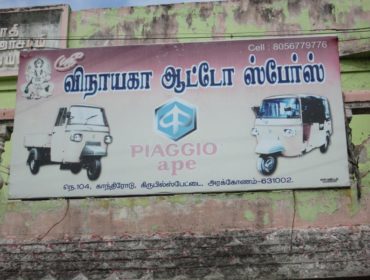 Cell : 8056779776
ஸ்ரீ
விநாயகா ஆட்டோ ஸ்பேர்ஸ்
PIAGGIO
ape
நெ.104, காந்திரோடு, கிருபில்ஸ்பேட்டை, அரக்கோணம்-631002.